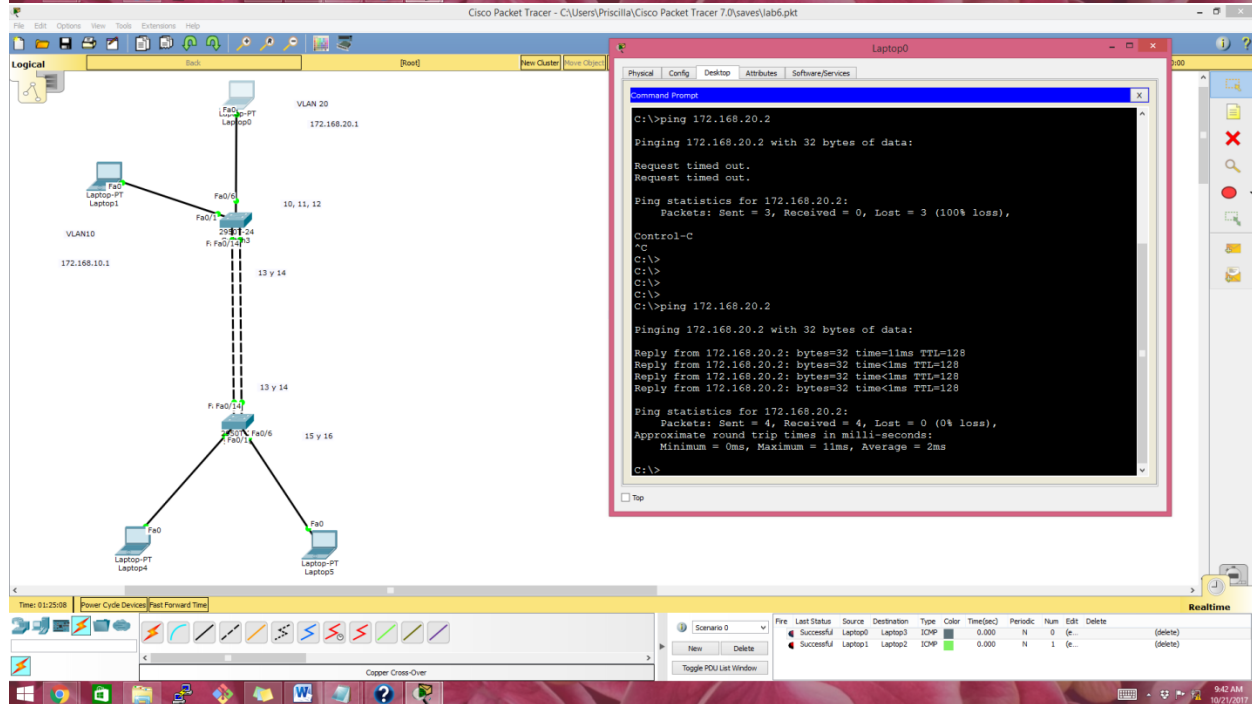 Cisco Packet Tracer - C:\Users\Priscilla\Cisco Packet Tracer 7.0\saves\lab6.pkt
File Edit Options View Tools Extensions Help
Logical
Back
[Root]
New Cluster
Move Object
Laptop0
Physical Config Desktop Attributes Software/Services
Command Prompt
X
C:\>ping 172.168.20.2
Pinging 172.168.20.2 with 32 bytes of data:
Request timed out.
Request timed out.
Ping statistics for 172.168.20.2:
Packets: Sent = 3, Received = 0, Lost = 3 (100% loss),
Control-C
^C
C:\>
C:\>
C:\>
C:\>
C:\>ping 172.168.20.2
Pinging 172.168.20.2 with 32 bytes of data:
Reply from 172.168.20.2: bytes=32 time=11ms TTL=128
Reply from 172.168.20.2: bytes=32 time<1ms TTL=128
Reply from 172.168.20.2: bytes=32 time<1ms TTL=128
Reply from 172.168.20.2: bytes=32 time<1ms TTL=128
Ping statistics for 172.168.20.2:
Packets: Sent = 4, Received = 4, Lost = 0 (0% loss),
Approximate round trip times in milli-seconds:
Minimum = 0ms, Maximum = 11ms, Average = 2ms
C:\>
Top
VLAN 20
172.168.20.1
Laptop0
Fa0
Laptop-PT
Laptop1
Fa0/6
Fa0/1
10, 11, 12
VLAN10
Fa0/14
172.168.10.1
13 y 14
13 y 14
Fa0/14
Fa0/6
Fa0/1
15 y 16
Fa0
Laptop-PT
Laptop4
Fa0
Laptop-PT
Laptop5
Time: 01:25:08
Power Cycle Devices Fast Forward Time
Realtime
Copper Cross-Over
Scenario 0
New Delete
Toggle PDU List Window
Fire Last Status Source Destination Type Color Time(sec) Periodic Num Edit Delete
Successful Laptop0 Laptop3 ICMP 0.000 N 0 (e... (delete)
Successful Laptop1 Laptop2 ICMP 0.000 N 1 (e... (delete)
9:42 AM
10/21/2017